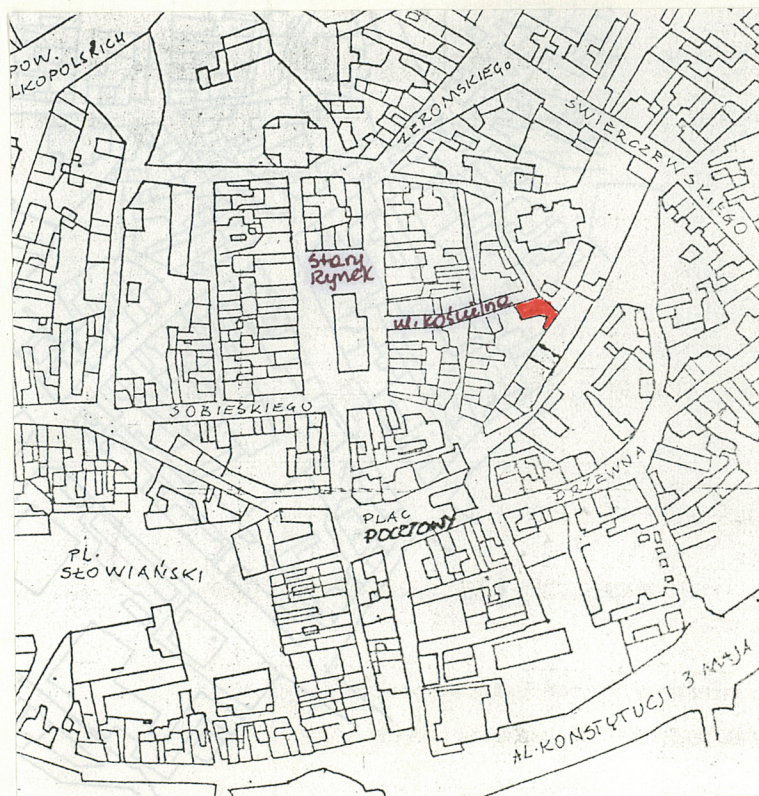 POW.
LKOPOLSKICH
ŻEROMSKIEGO
ŚWIERCZEWSKIEGO
Stary
Rynek
ul. Kościelna
SOBIESKIEGO
DRZEWNA
PLAC
POCZTOWY
PL.
SŁOWIAŃSKI
AL. KONSTYTUCJI 3 MAJA